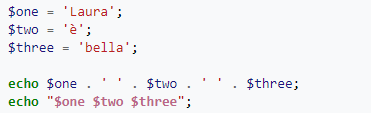 $one = 'Laura';
$two = 'è';
$three = 'bella';
echo $one . ' ' . $two . ' ' . $three;
echo "$one $two $three";